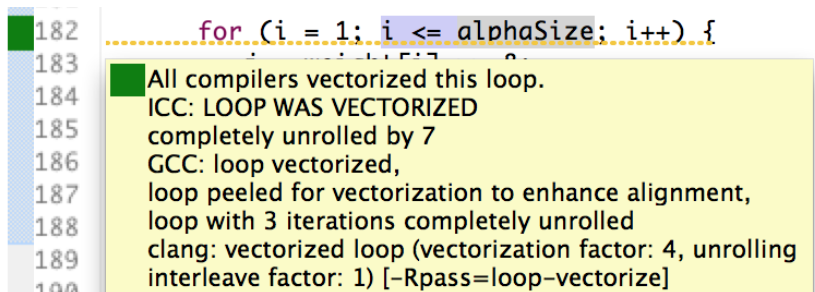 182 for (i = 1; i <= alphaSize; i++) {
183
184 All compilers vectorized this loop.
ICC: LOOP WAS VECTORIZED
185 completely unrolled by 7
186 GCC: loop vectorized,
187 loop peeled for vectorization to enhance alignment,
188 loop with 3 iterations completely unrolled
189 clang: vectorized loop (vectorization factor: 4, unrolling
interleave factor: 1) [-Rpass=loop-vectorize]